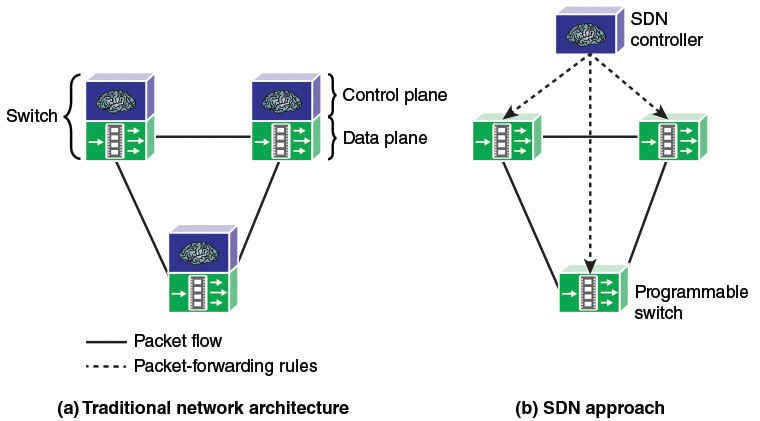 Switch
Control plane
Data plane
Packet flow
Packet-forwarding rules
(a) Traditional network architecture
SDN
controller
Programmable
switch
(b) SDN approach